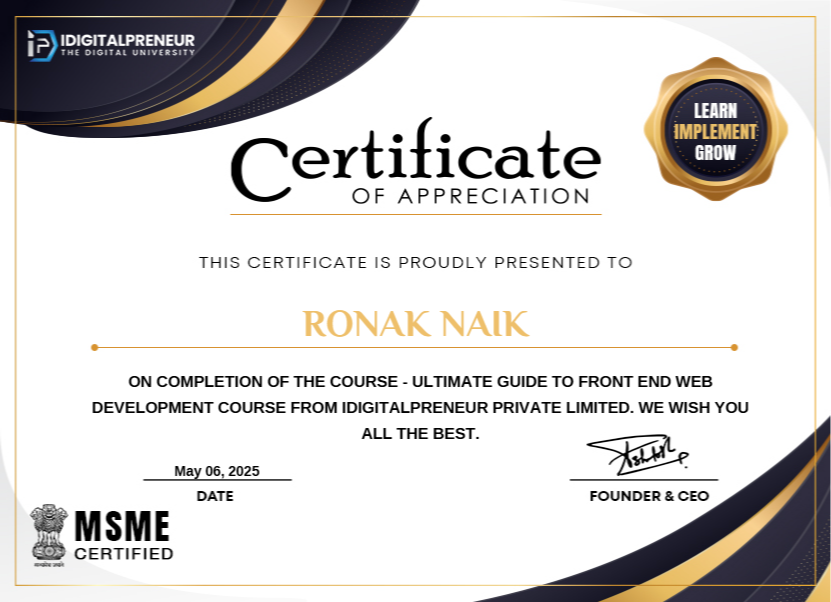 IDIGITALPRENEUR
THE DIGITAL UNIVERSITY
LEARN
IMPLEMENT
GROW
Certificate
OF APPRECIATION
THIS CERTIFICATE IS PROUDLY PRESENTED TO
RONAK NAIK
ON COMPLETION OF THE COURSE - ULTIMATE GUIDE TO FRONT END WEB
DEVELOPMENT COURSE FROM IDIGITALPRENEUR PRIVATE LIMITED. WE WISH YOU
ALL THE BEST.
May 06, 2025
DATE
FOUNDER & CEO
MSME
CERTIFIED
सत्यमेव जयते